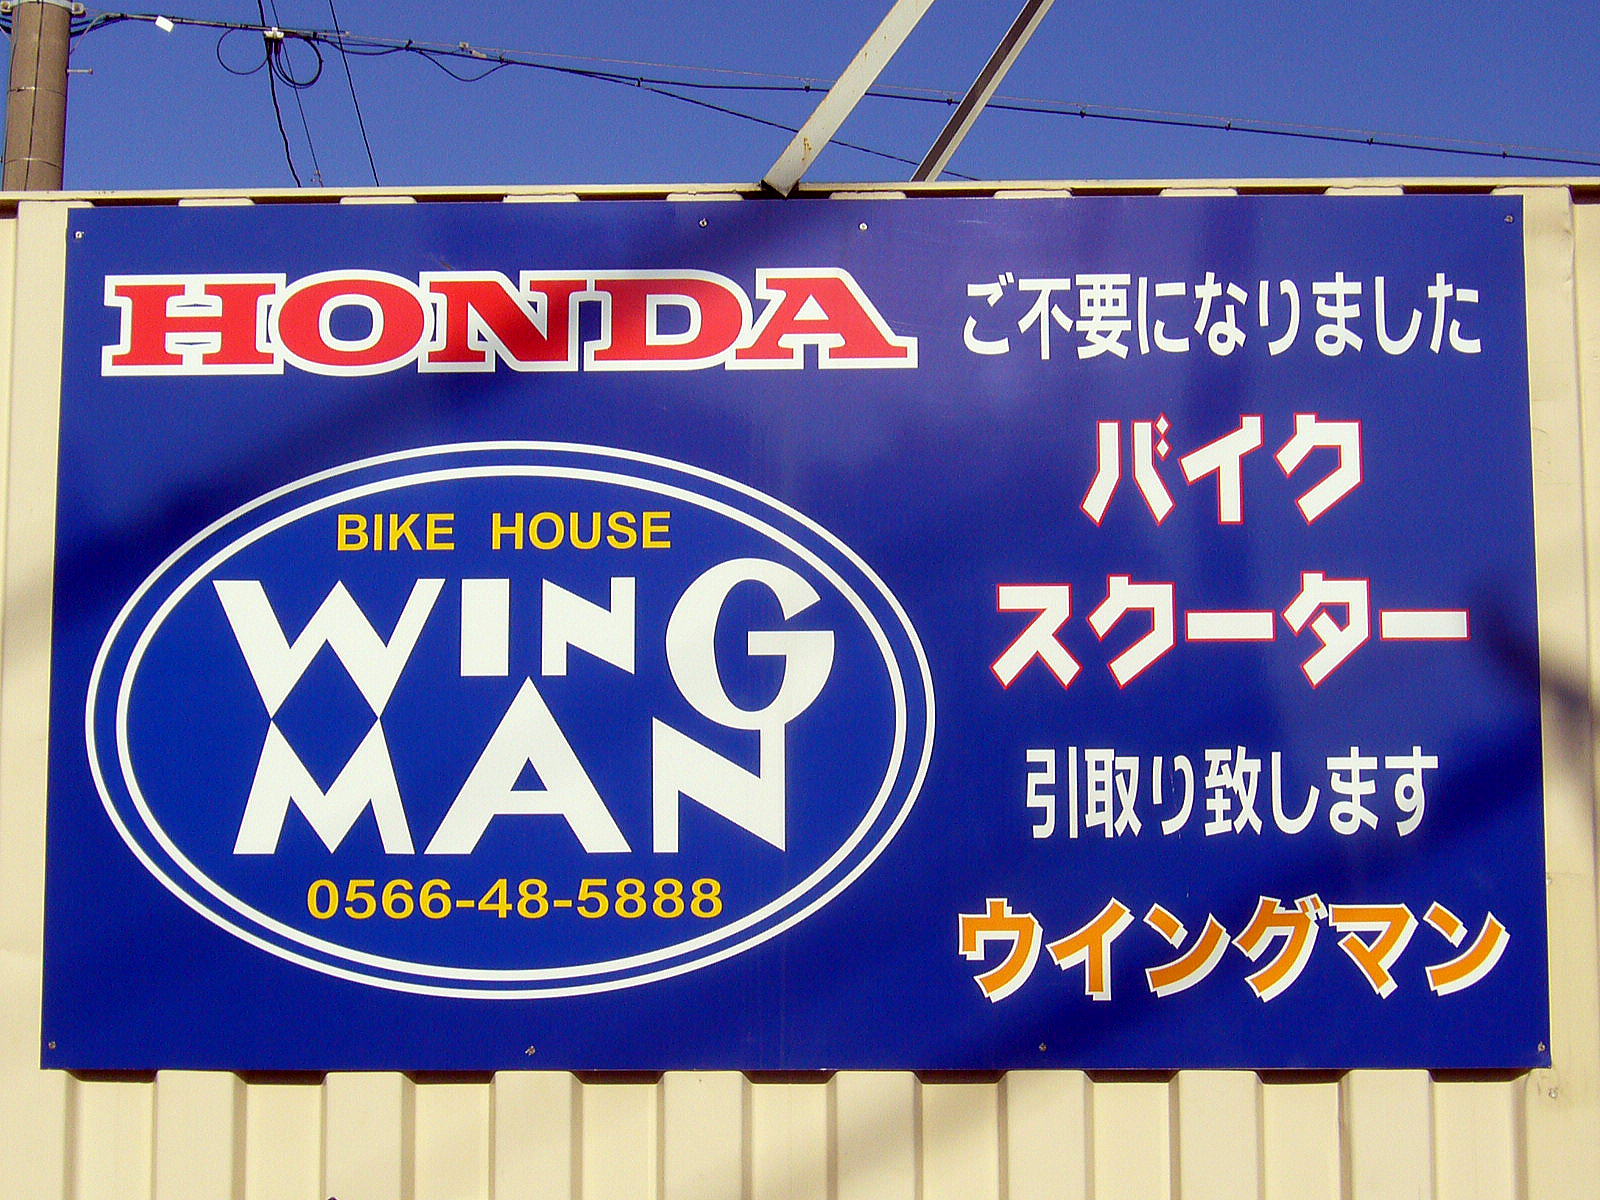 HONDA
BIKE HOUSE
WING
MAN
0566-48-5888
ご不要になりました
バイク
スクーター
引取り致します
ウイングマン